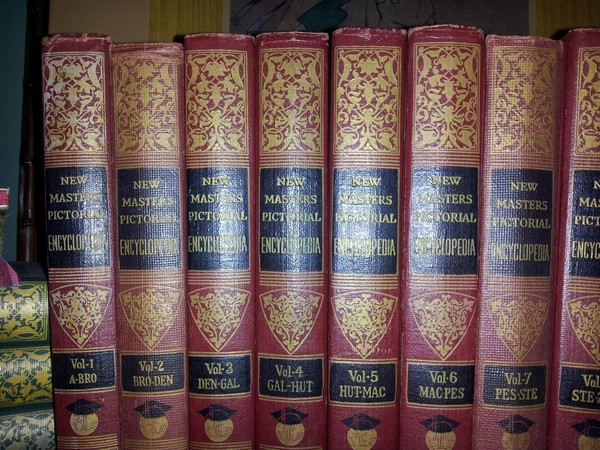 NEW
MASTERS
PICTORIAL
ENCYCLOPEDIA
Vol-1
A-BRO
NEW
MASTERS
PICTORIAL
ENCYCLOPEDIA
Vol-2
BRO-DEN
NEW
MASTERS
PICTORIAL
ENCYCLOPEDIA
Vol-3
DEN-GAL
NEW
MASTERS
PICTORIAL
ENCYCLOPEDIA
Vol-4
GAL-HUT
NEW
MASTERS
PICTORIAL
ENCYCLOPEDIA
Vol-5
HUT-MAC
NEW
MASTERS
PICTORIAL
ENCYCLOPEDIA
Vol-6
MAC-PES
NEW
MASTERS
PICTORIAL
ENCYCLOPEDIA
Vol-7
PES-STE